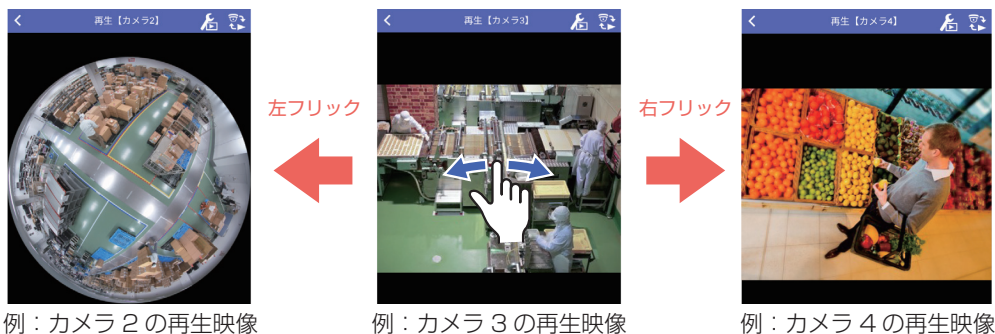 再生【カメラ2】
再生【カメラ3】
再生【カメラ4】
左フリック
右フリック
例：カメラ 2 の再生映像
例：カメラ 3 の再生映像
例：カメラ 4 の再生映像